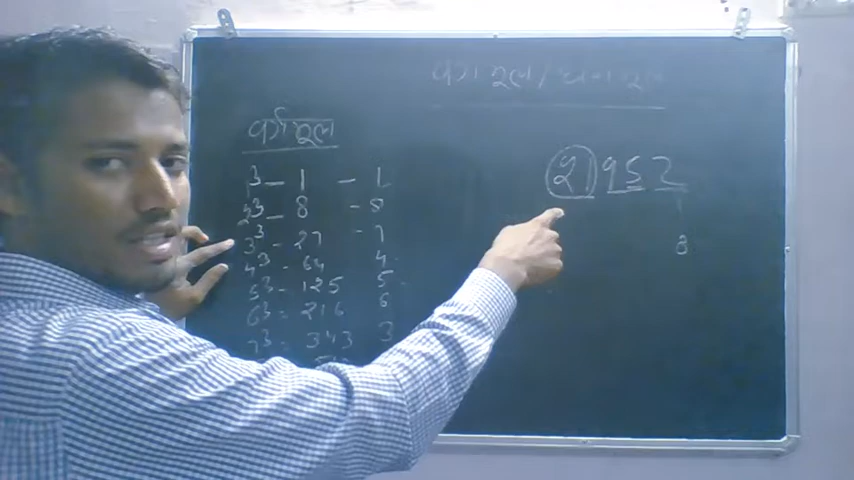 वर्गमूल / घनमूल
वर्गमूल
1³ - 1 - 1
2³ - 8 - 8
3³ - 27 - 7
4³ - 64 4
5³ - 125 5
6³ - 216 6
7³ - 343 3
21952
8